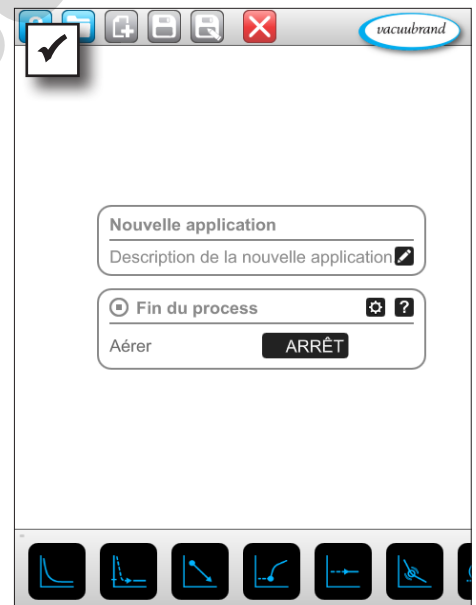 vacuubrand
Nouvelle application
Description de la nouvelle application
Fin du process
?
Aérer
ARRÊT